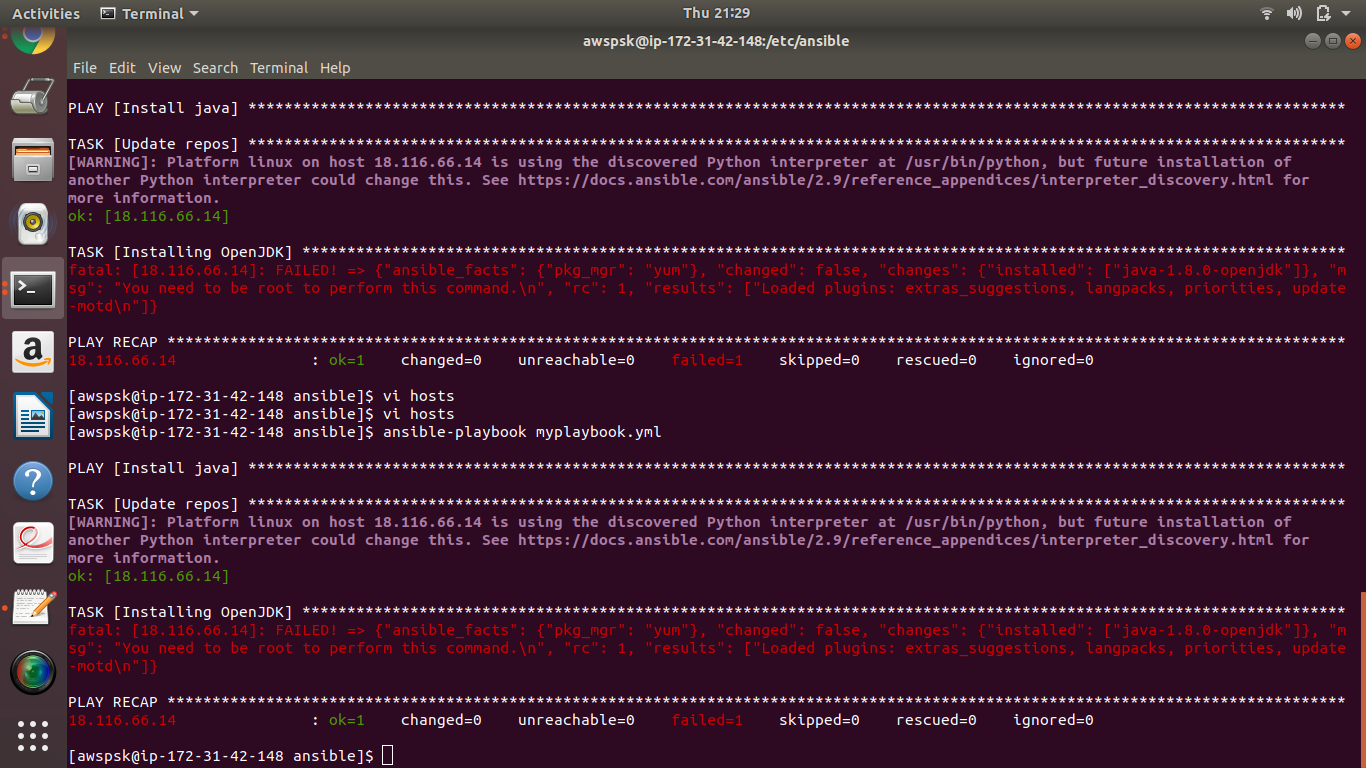 Activities Terminal Thu 21:29
awspsk@ip-172-31-42-148:/etc/ansible
File Edit View Search Terminal Help
PLAY [Install java] **************************************************************************************************************************
TASK [Update repos] **************************************************************************************************************************
[WARNING]: Platform linux on host 18.116.66.14 is using the discovered Python interpreter at /usr/bin/python, but future installation of
another Python interpreter could change this. See https://docs.ansible.com/ansible/2.9/reference_appendices/interpreter_discovery.html for
more information.
ok: [18.116.66.14]
TASK [Installing OpenJDK] ********************************************************************************************************************
fatal: [18.116.66.14]: FAILED! => {"ansible_facts": {"pkg_mgr": "yum"}, "changed": false, "changes": {"installed": ["java-1.8.0-openjdk"]}, "m
sg": "You need to be root to perform this command.\n", "rc": 1, "results": ["Loaded plugins: extras_suggestions, langpacks, priorities, update
-motd\n"]}
PLAY RECAP ***********************************************************************************************************************************
18.116.66.14 : ok=1 changed=0 unreachable=0 failed=1 skipped=0 rescued=0 ignored=0
[awspsk@ip-172-31-42-148 ansible]$ vi hosts
[awspsk@ip-172-31-42-148 ansible]$ vi hosts
[awspsk@ip-172-31-42-148 ansible]$ ansible-playbook myplaybook.yml
PLAY [Install java] **************************************************************************************************************************
TASK [Update repos] **************************************************************************************************************************
[WARNING]: Platform linux on host 18.116.66.14 is using the discovered Python interpreter at /usr/bin/python, but future installation of
another Python interpreter could change this. See https://docs.ansible.com/ansible/2.9/reference_appendices/interpreter_discovery.html for
more information.
ok: [18.116.66.14]
TASK [Installing OpenJDK] ********************************************************************************************************************
fatal: [18.116.66.14]: FAILED! => {"ansible_facts": {"pkg_mgr": "yum"}, "changed": false, "changes": {"installed": ["java-1.8.0-openjdk"]}, "m
sg": "You need to be root to perform this command.\n", "rc": 1, "results": ["Loaded plugins: extras_suggestions, langpacks, priorities, update
-motd\n"]}
PLAY RECAP ***********************************************************************************************************************************
18.116.66.14 : ok=1 changed=0 unreachable=0 failed=1 skipped=0 rescued=0 ignored=0
[awspsk@ip-172-31-42-148 ansible]$